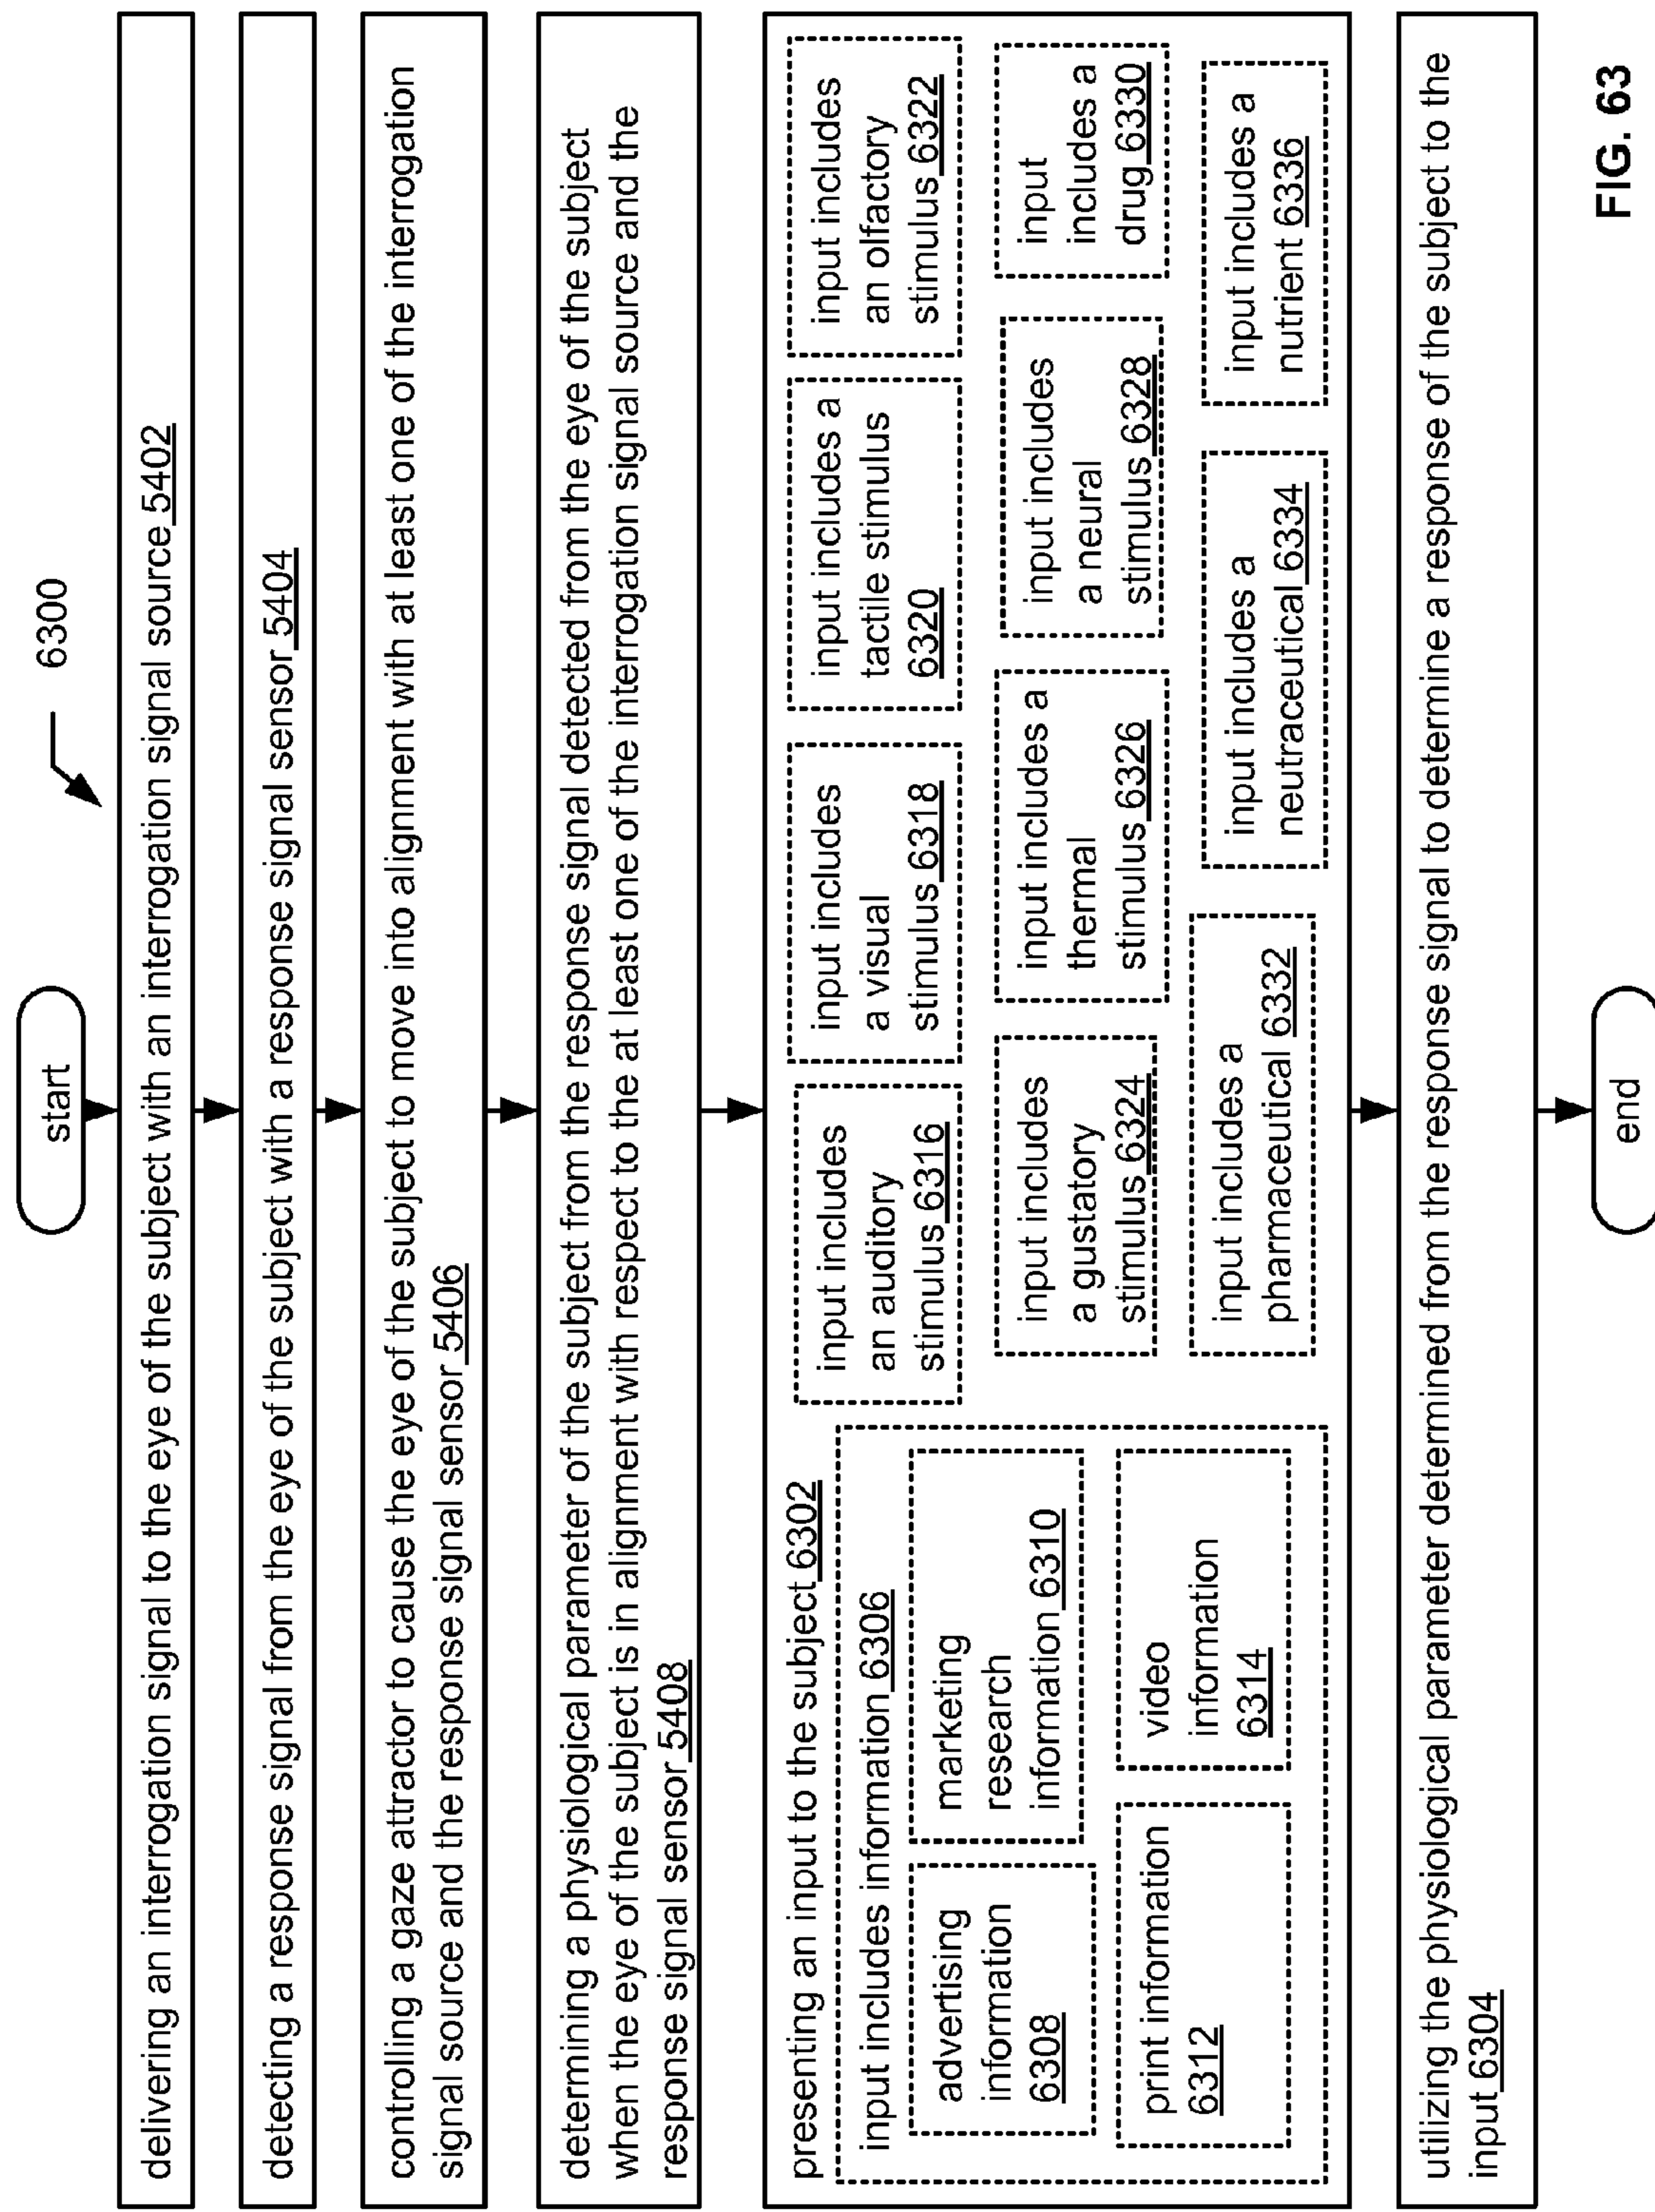 6300
start
delivering an interrogation signal to the eye of the subject with an interrogation signal source 5402
detecting a response signal from the eye of the subject with a response signal sensor 5404
controlling a gaze attractor to cause the eye of the subject to move into alignment with at least one of the interrogation
signal source and the response signal sensor 5406
determining a physiological parameter of the subject from the response signal detected from the eye of the subject
when the eye of the subject is in alignment with respect to the at least one of the interrogation signal source and the
response signal sensor 5408
presenting an input to the subject 6302
input includes information 6306
advertising
information
6308
marketing
research
information 6310
print information
6312
video
information
6314
input includes
an auditory
stimulus 6316
input includes
a visual
stimulus 6318
input includes a
tactile stimulus
6320
input includes
an olfactory
stimulus 6322
input includes
a gustatory
stimulus 6324
input includes a
thermal
stimulus 6326
input includes
a neural
stimulus 6328
input
includes a
drug 6330
input includes a
pharmaceutical 6332
input includes a
neutraceutical 6334
input includes a
nutrient 6336
utilizing the physiological parameter determined from the response signal to determine a response of the subject to the
input 6304
end
FIG. 63